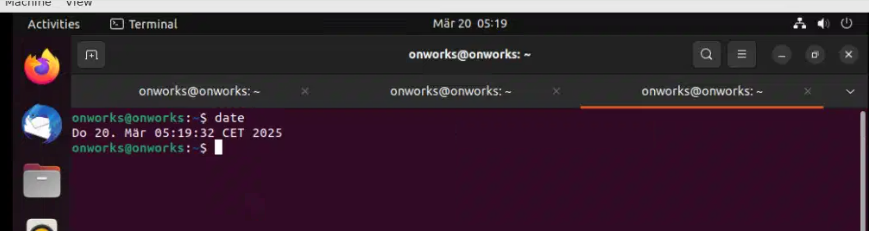 Machine View
Activities Terminal Mär 20 05:19
onworks@onworks: ~
onworks@onworks: ~ onworks@onworks: ~ onworks@onworks: ~
onworks@onworks:~$ date
Do 20. Mär 05:19:32 CET 2025
onworks@onworks:~$